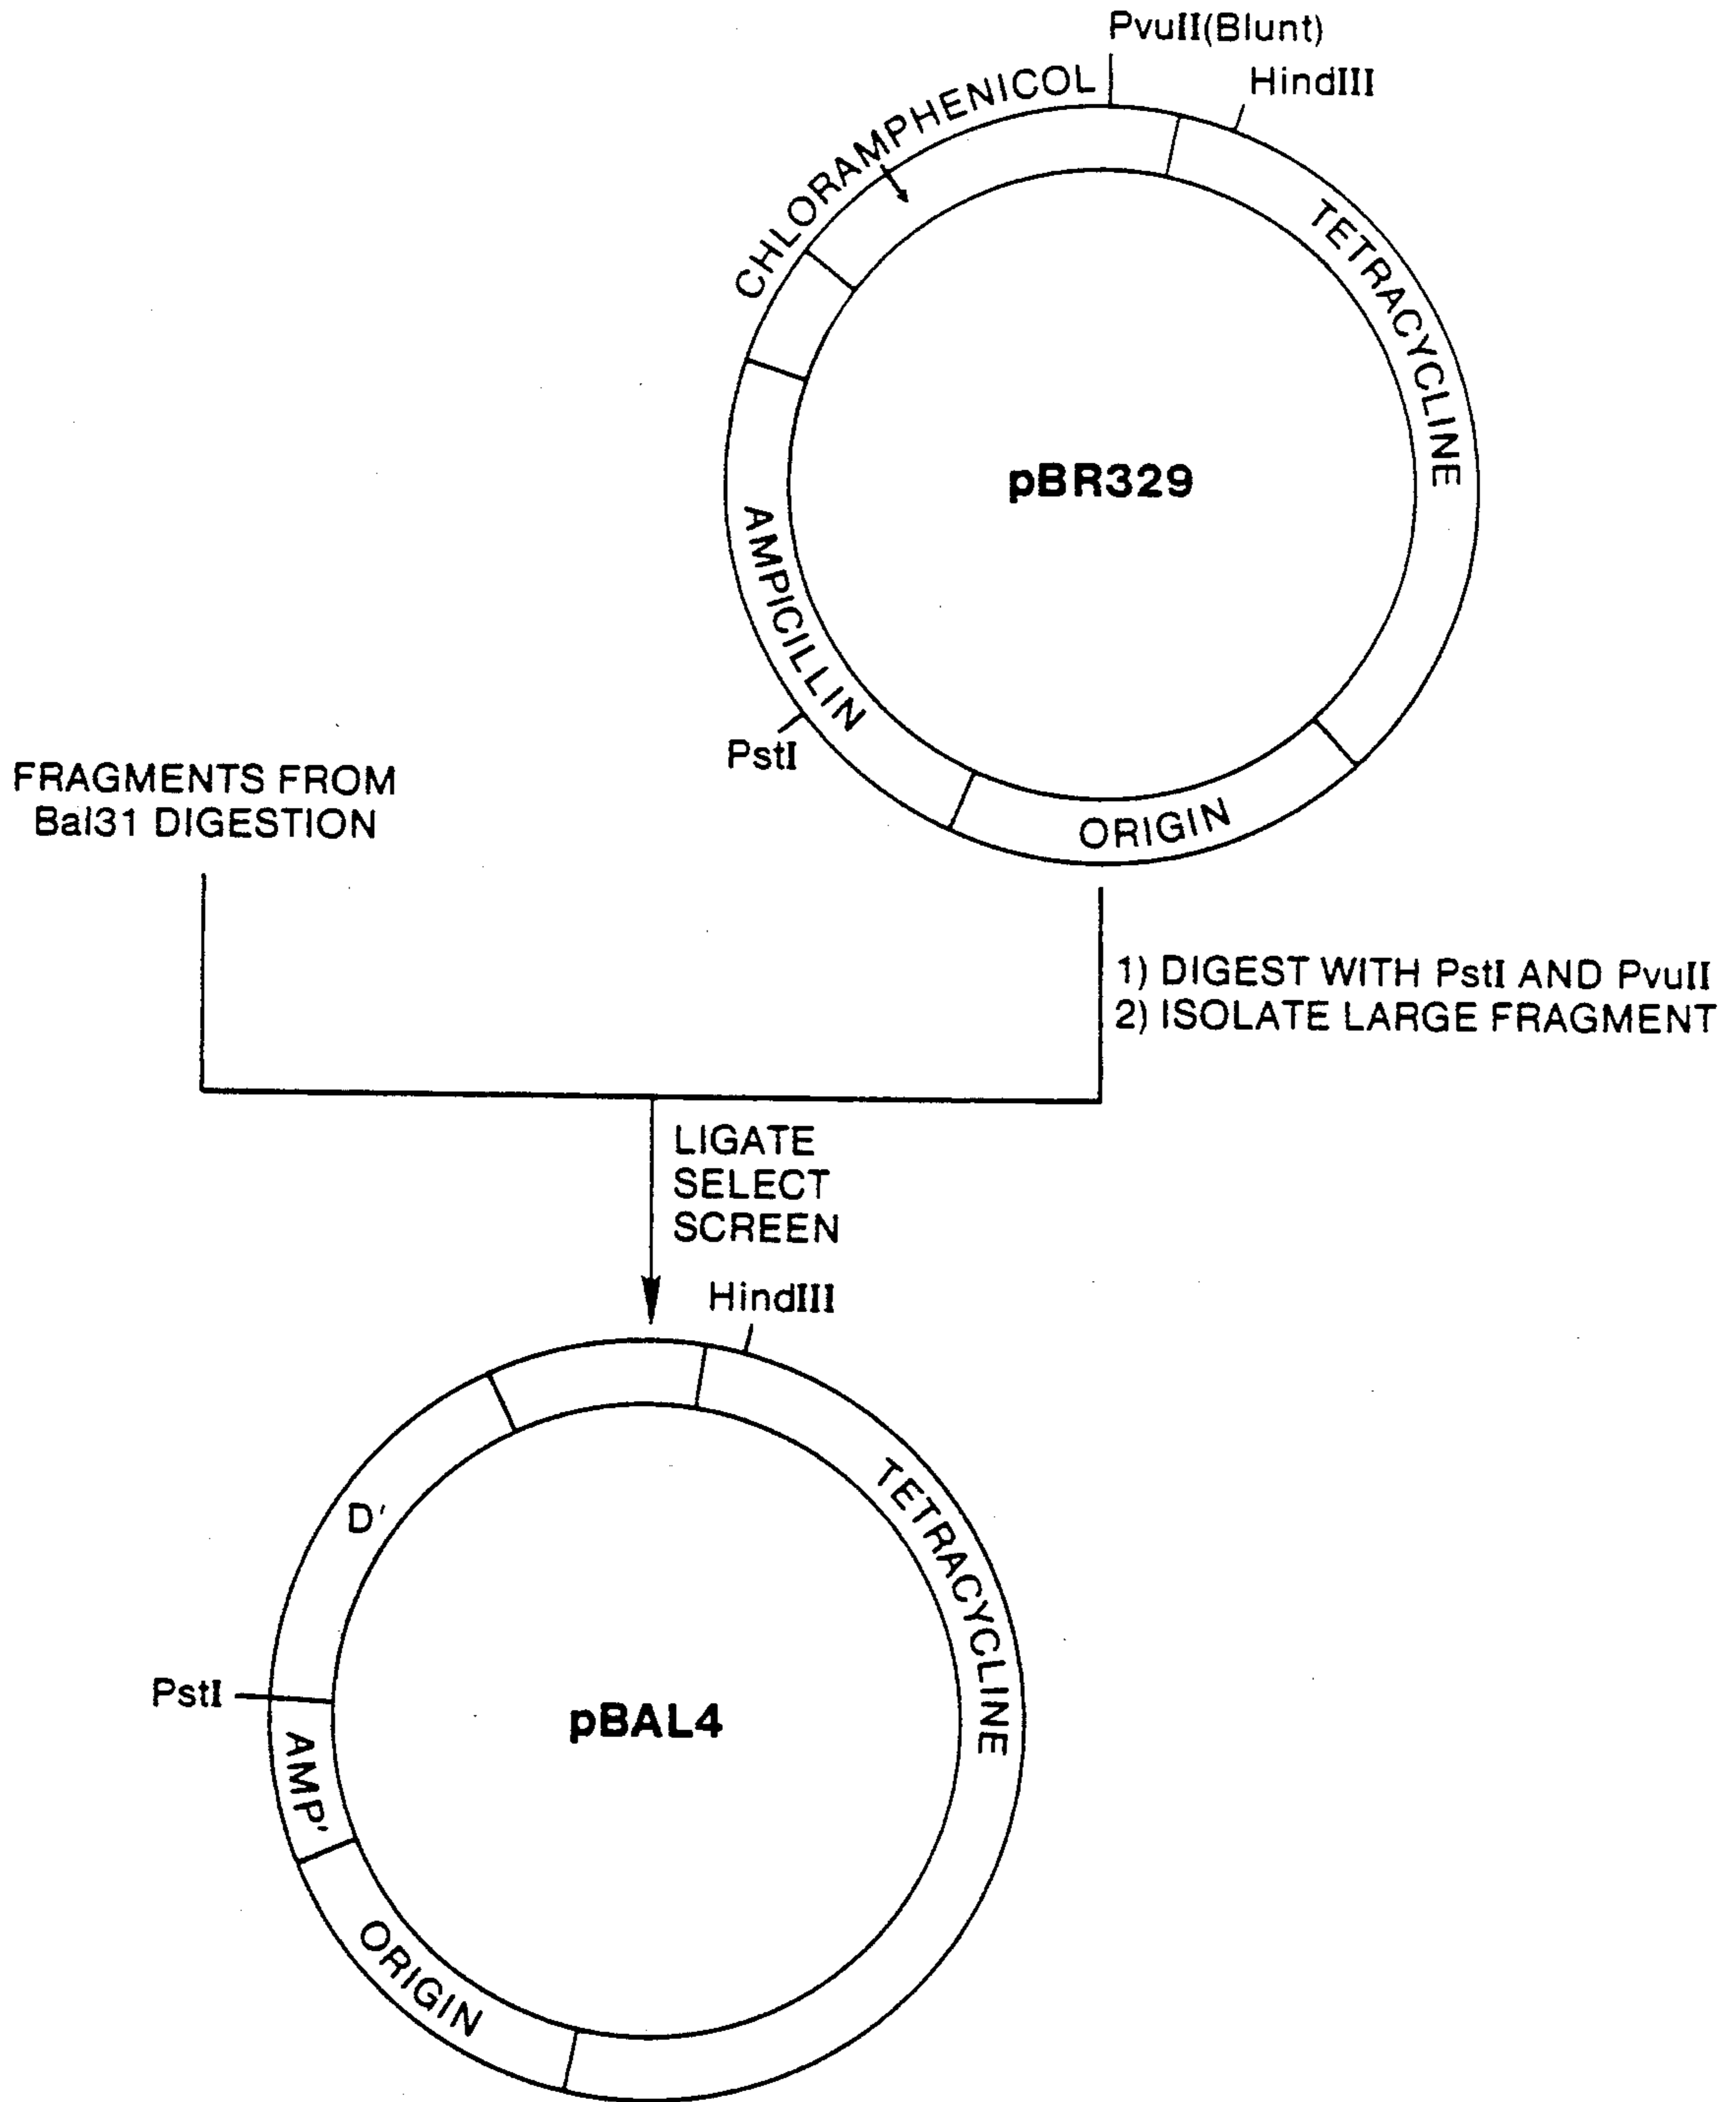 PvuII(Blunt)
HindIII
CHLORAMPHENICOL
TETRACYCLINE
pBR329
AMPICILLIN
PstI
ORIGIN
FRAGMENTS FROM
Bal31 DIGESTION
1) DIGEST WITH PstI AND PvuII
2) ISOLATE LARGE FRAGMENT
LIGATE
SELECT
SCREEN
HindIII
D'
TETRACYCLINE
PstI
pBAL4
AMP'
ORIGIN